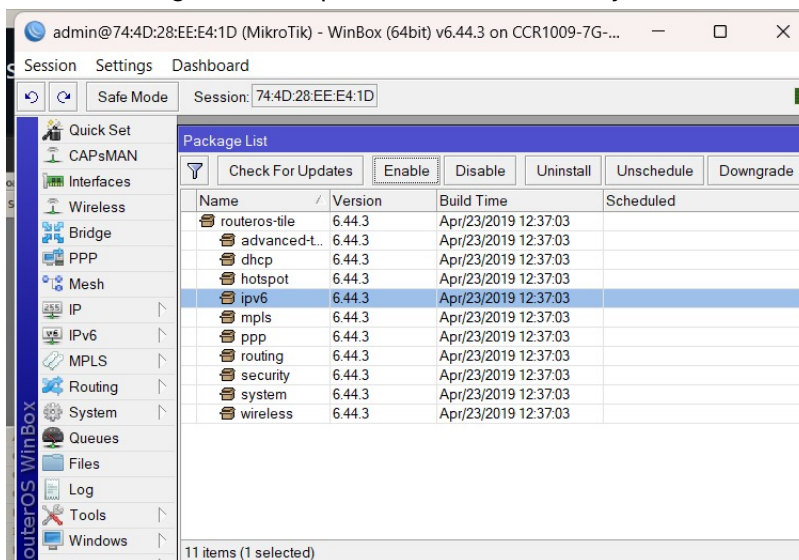 admin@74:4D:28:EE:E4:1D (MikroTik) - WinBox (64bit) v6.44.3 on CCR1009-7G-...
Session Settings Dashboard
Safe Mode Session: 74:4D:28:EE:E4:1D
Quick Set
CAPsMAN
Interfaces
Wireless
Bridge
PPP
Mesh
IP
IPv6
MPLS
Routing
System
Queues
Files
Log
Tools
Windows
RouterOS WinBox
Package List
Check For Updates Enable Disable Uninstall Unschedule Downgrade
Name Version Build Time Scheduled
routeros-tile 6.44.3 Apr/23/2019 12:37:03
advanced-t... 6.44.3 Apr/23/2019 12:37:03
dhcp 6.44.3 Apr/23/2019 12:37:03
hotspot 6.44.3 Apr/23/2019 12:37:03
ipv6 6.44.3 Apr/23/2019 12:37:03
mpls 6.44.3 Apr/23/2019 12:37:03
ppp 6.44.3 Apr/23/2019 12:37:03
routing 6.44.3 Apr/23/2019 12:37:03
security 6.44.3 Apr/23/2019 12:37:03
system 6.44.3 Apr/23/2019 12:37:03
wireless 6.44.3 Apr/23/2019 12:37:03
11 items (1 selected)